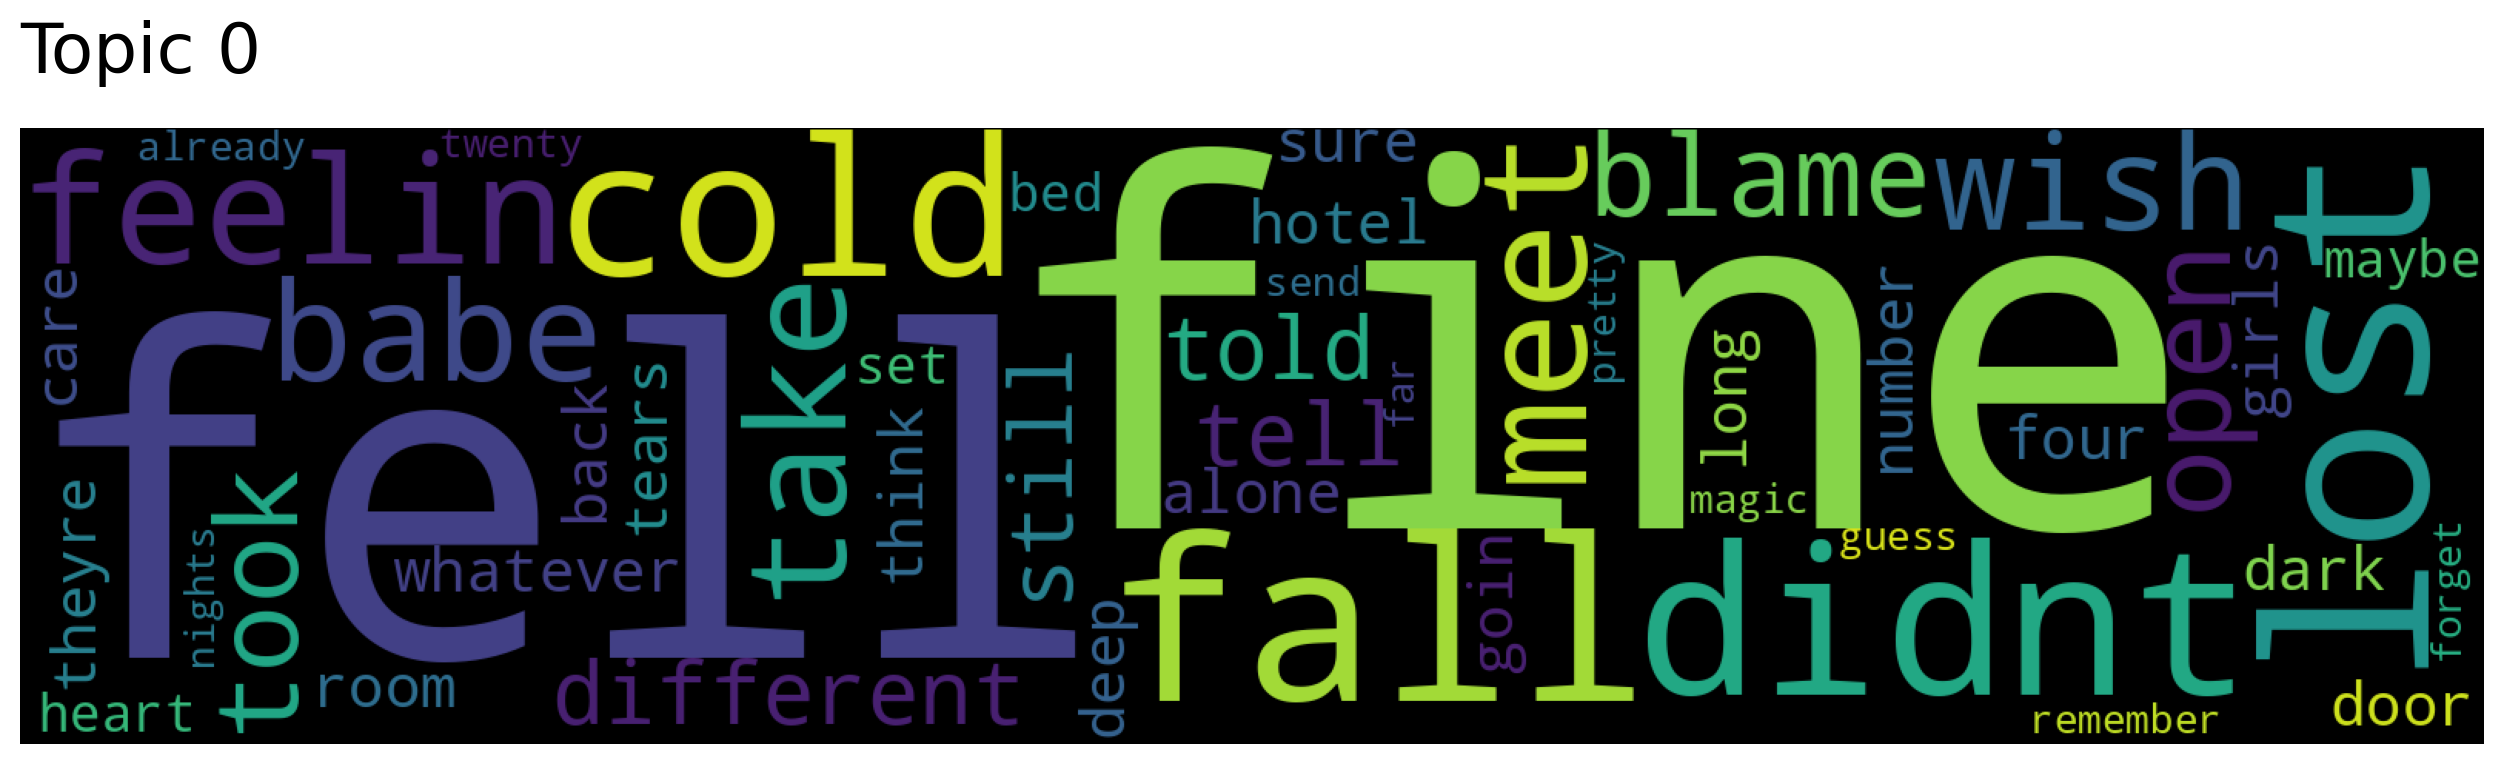 Topic 0
already
twenty
feelin
cold
bed
sure
hotel
send
fine
meet
blame
wish
lost
maybe
care
babe
fell
take
set
told
tell
far
pretty
long
number
four
open
girls
back
tears
think
still
alone
magic
guess
theyre
nights
took
whatever
deep
fall
goin
didnt
dark
forget
heart
room
different
remember
door